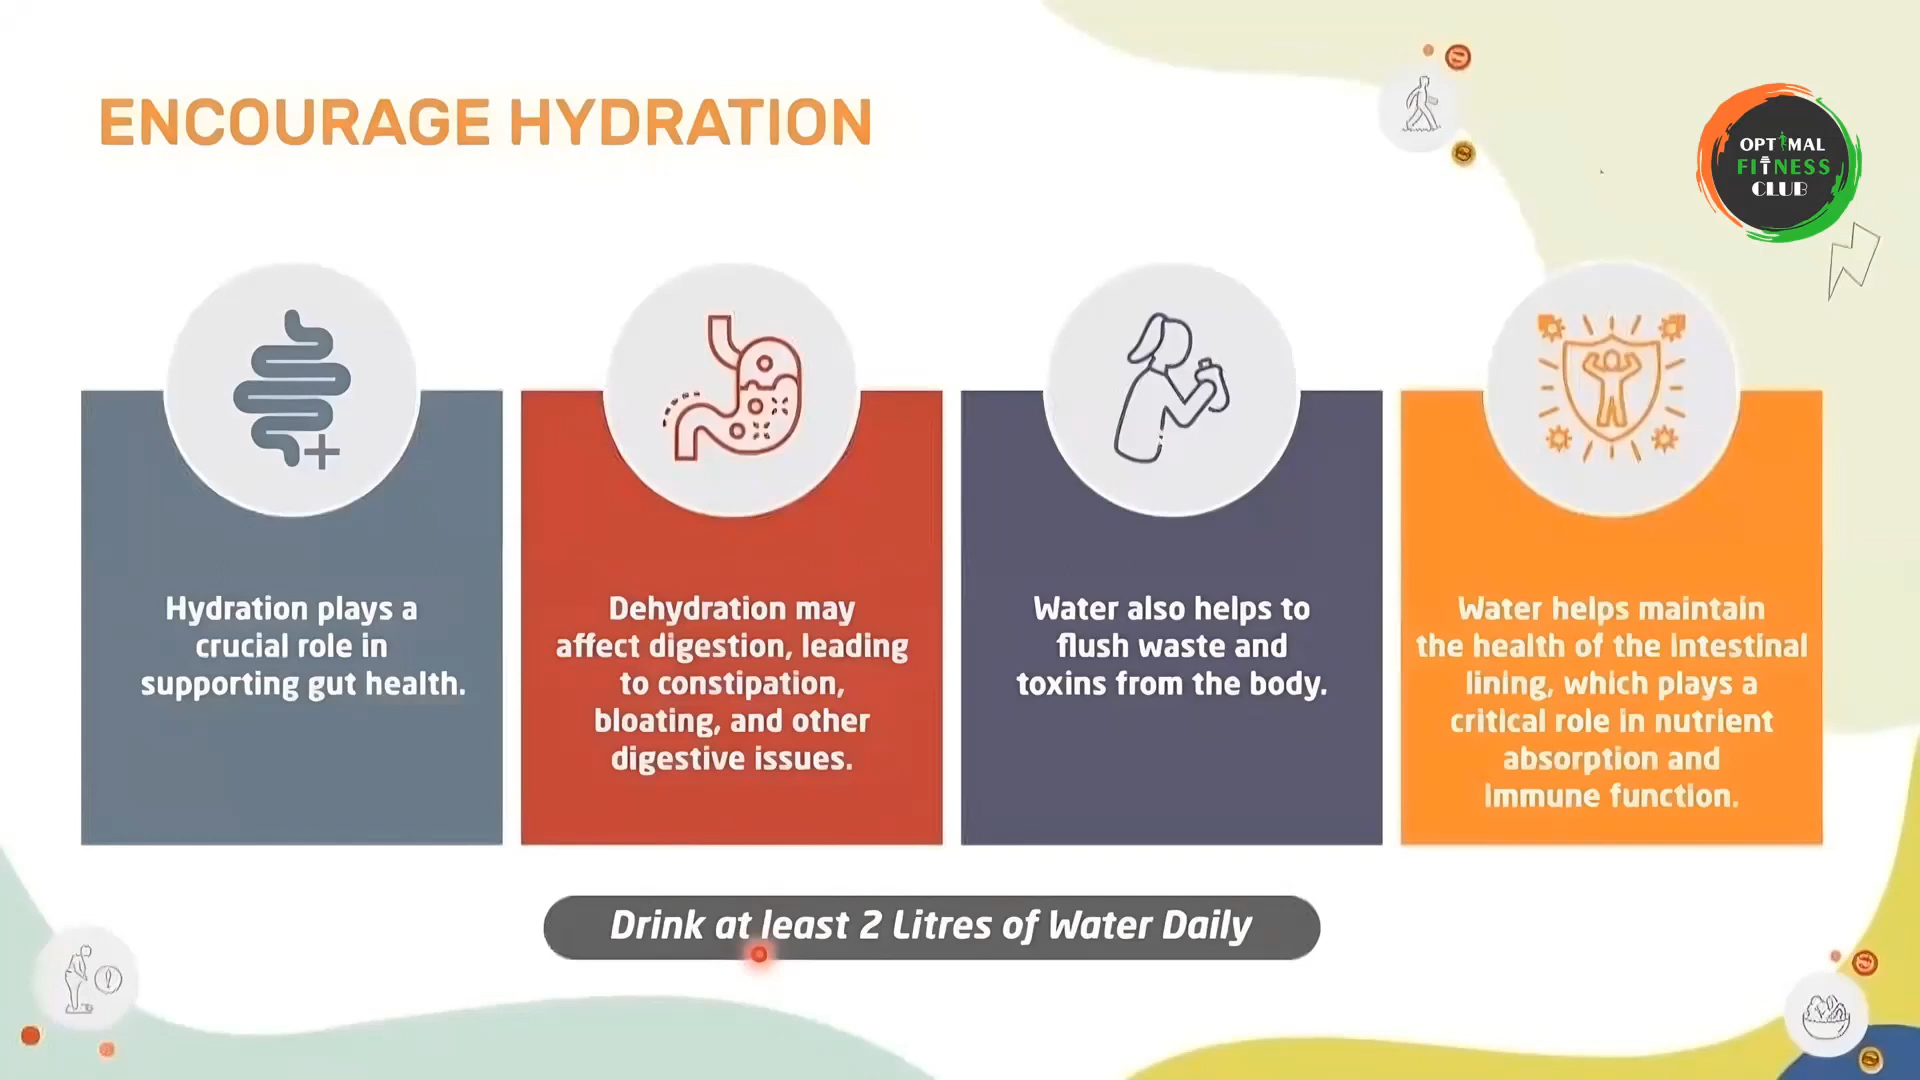 ENCOURAGE HYDRATION
OPTIMAL
FITNESS
CLUB
Hydration plays a
crucial role in
supporting gut health.
Dehydration may
affect digestion, leading
to constipation,
bloating, and other
digestive issues.
Water also helps to
flush waste and
toxins from the body.
Water helps maintain
the health of the intestinal
lining, which plays a
critical role in nutrient
absorption and
immune function.
Drink at least 2 Litres of Water Daily